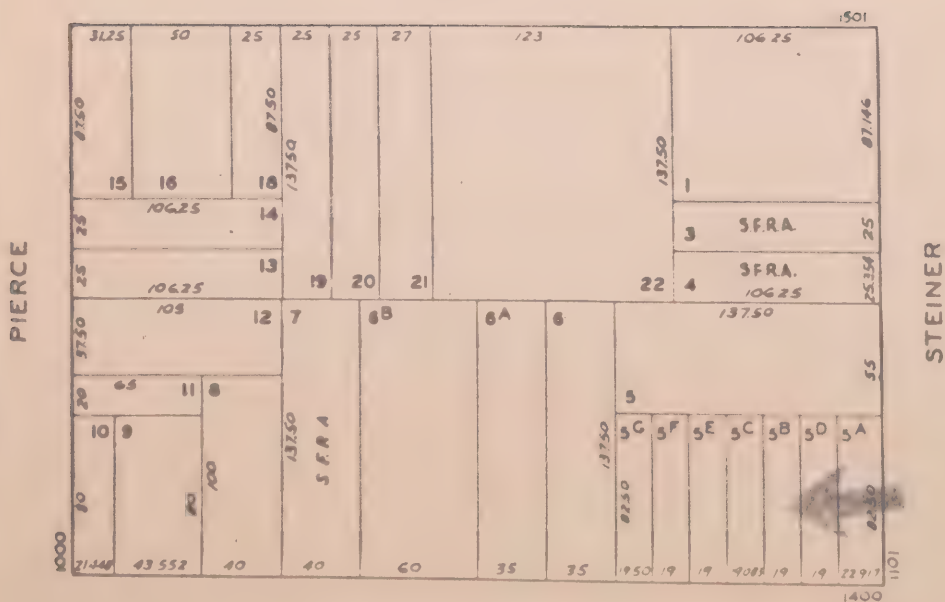 1501
31.25 50 25 25 25 27 123 106.25
87.50 87.50 137.50 137.50 87.146
15 16 18 1
106.25 14 3 S.F.R.A. 25
25
13 4 S.F.R.A. 25.354
25 106.25 19 20 21 22 106.25
PIERCE
STEINER
105 12 7 6B 6A 6 137.50
37.50
55
65 11 8 5
20
10 9 5G 5F 5E 5C 5B 5D 5A
80 100 137.50 S F R A 137.50 82.50 82.50
1000 21.448 43.552 40 40 60 35 35 19.50 19 19 19 19 22.917 1101
1400